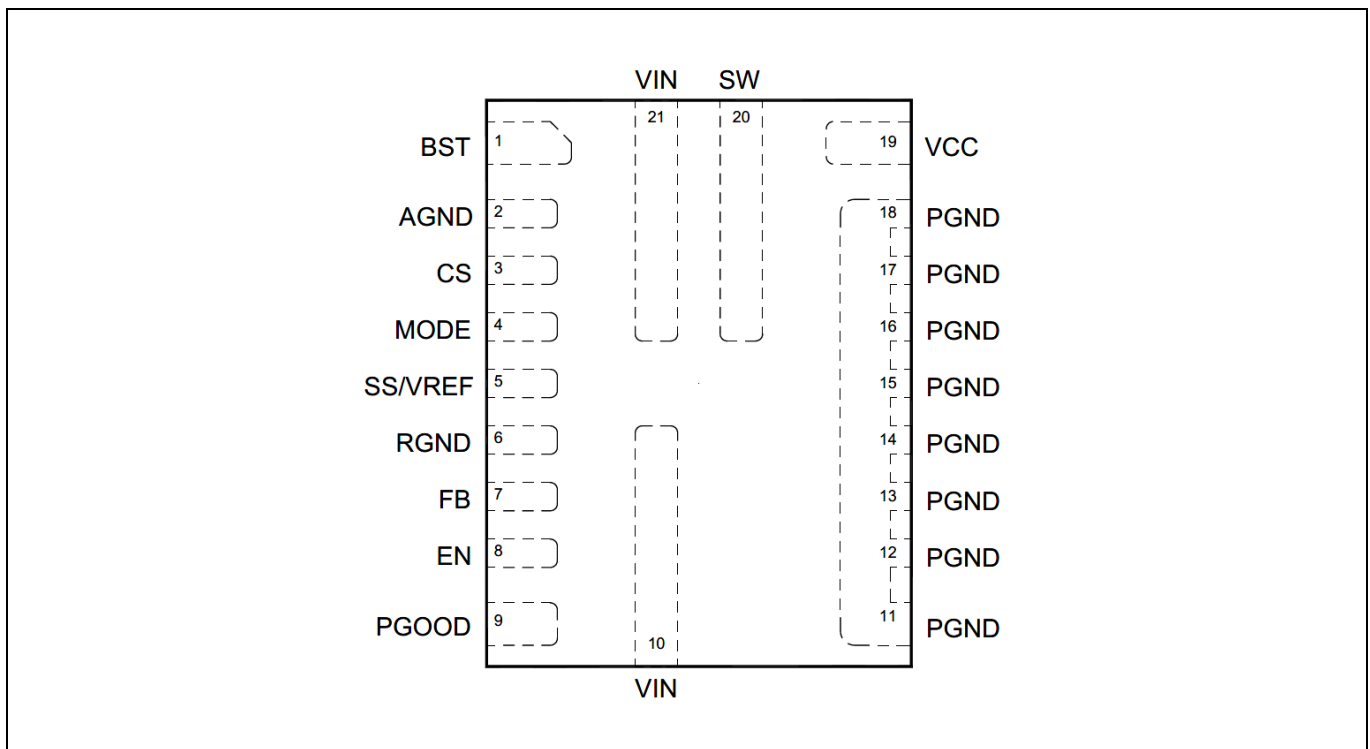 VIN SW
21 20
BST 1 19 VCC
AGND 2 18 PGND
CS 3 17 PGND
MODE 4 16 PGND
SS/VREF 5 15 PGND
RGND 6 14 PGND
FB 7 13 PGND
EN 8 12 PGND
PGOOD 9 11 PGND
10
VIN